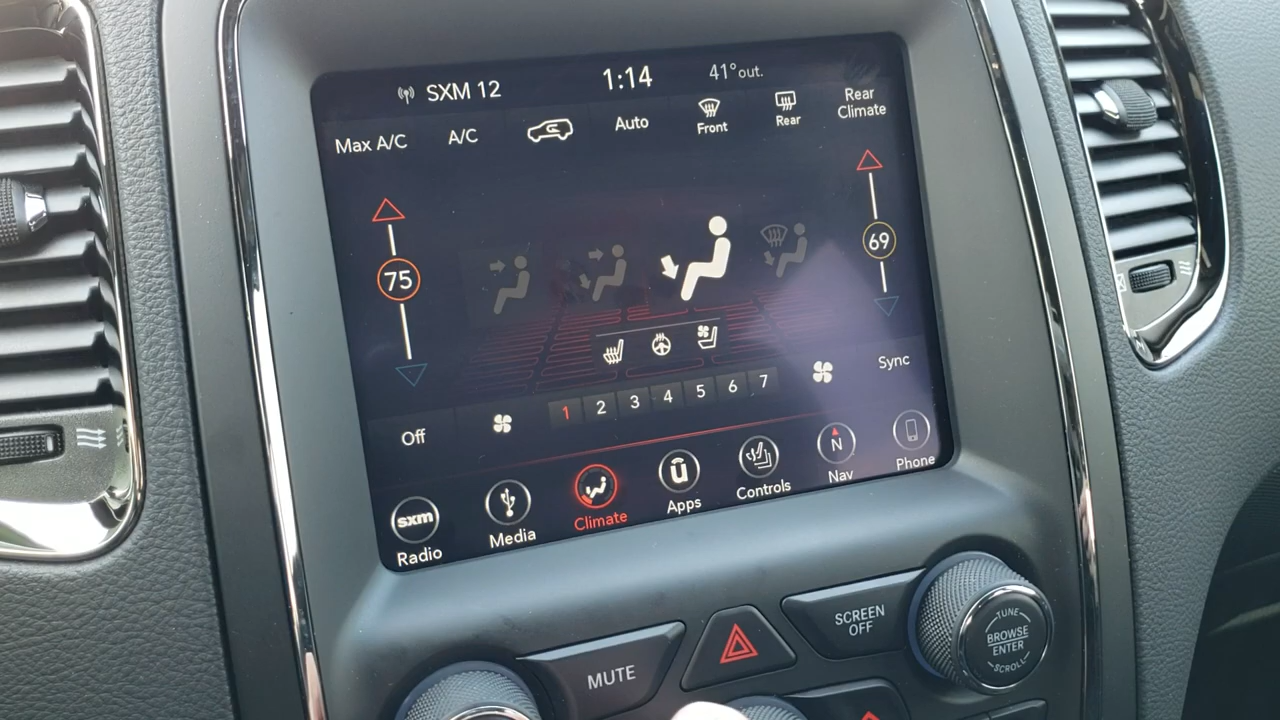 SXM 12
1:14
41° out.
Max A/C
A/C
Auto
Front
Rear
Rear
Climate
75
69
1 2 3 4 5 6 7
Off
Sync
sxm
Radio
Media
Climate
ū
Apps
Controls
N
Nav
Phone
MUTE
SCREEN
OFF
TUNE
BROWSE
ENTER
SCROLL